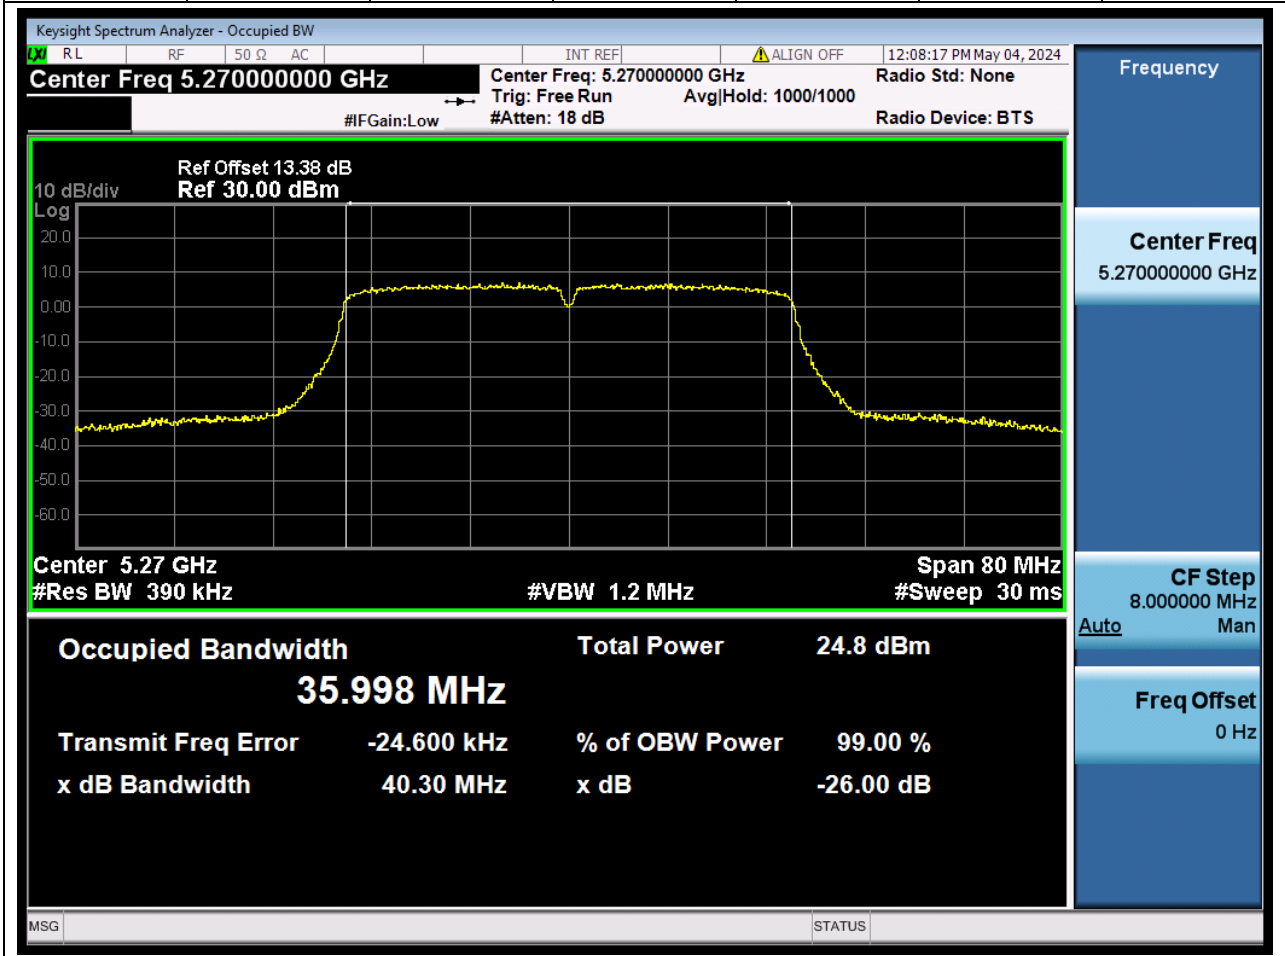 Keysight Spectrum Analyzer - Occupied BW
LXI RL RF 50 Ω AC INT REF ALIGN OFF 12:08:17 PM May 04, 2024
Center Freq 5.270000000 GHz
Center Freq: 5.270000000 GHz
Radio Std: None
Trig: Free Run Avg|Hold: 1000/1000
#IFGain:Low
#Atten: 18 dB
Radio Device: BTS
Ref Offset 13.38 dB
10 dB/div Ref 30.00 dBm
Log
20.0
10.0
0.00
-10.0
-20.0
-30.0
-40.0
-50.0
-60.0
Center 5.27 GHz Span 80 MHz
#Res BW 390 kHz #VBW 1.2 MHz #Sweep 30 ms
Occupied Bandwidth Total Power 24.8 dBm
35.998 MHz
Transmit Freq Error -24.600 kHz % of OBW Power 99.00 %
x dB Bandwidth 40.30 MHz x dB -26.00 dB
MSG STATUS
Frequency
Center Freq
5.270000000 GHz
CF Step
8.000000 MHz
Auto Man
Freq Offset
0 Hz